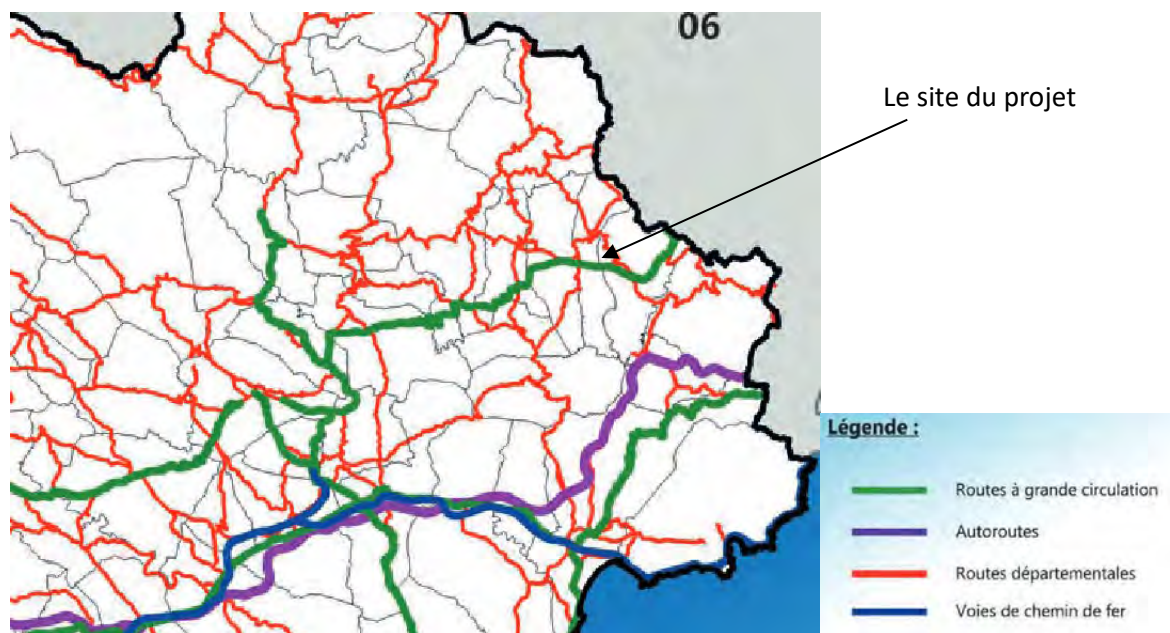 06
Le site du projet
Légende :
Routes à grande circulation
Autoroutes
Routes départementales
Voies de chemin de fer